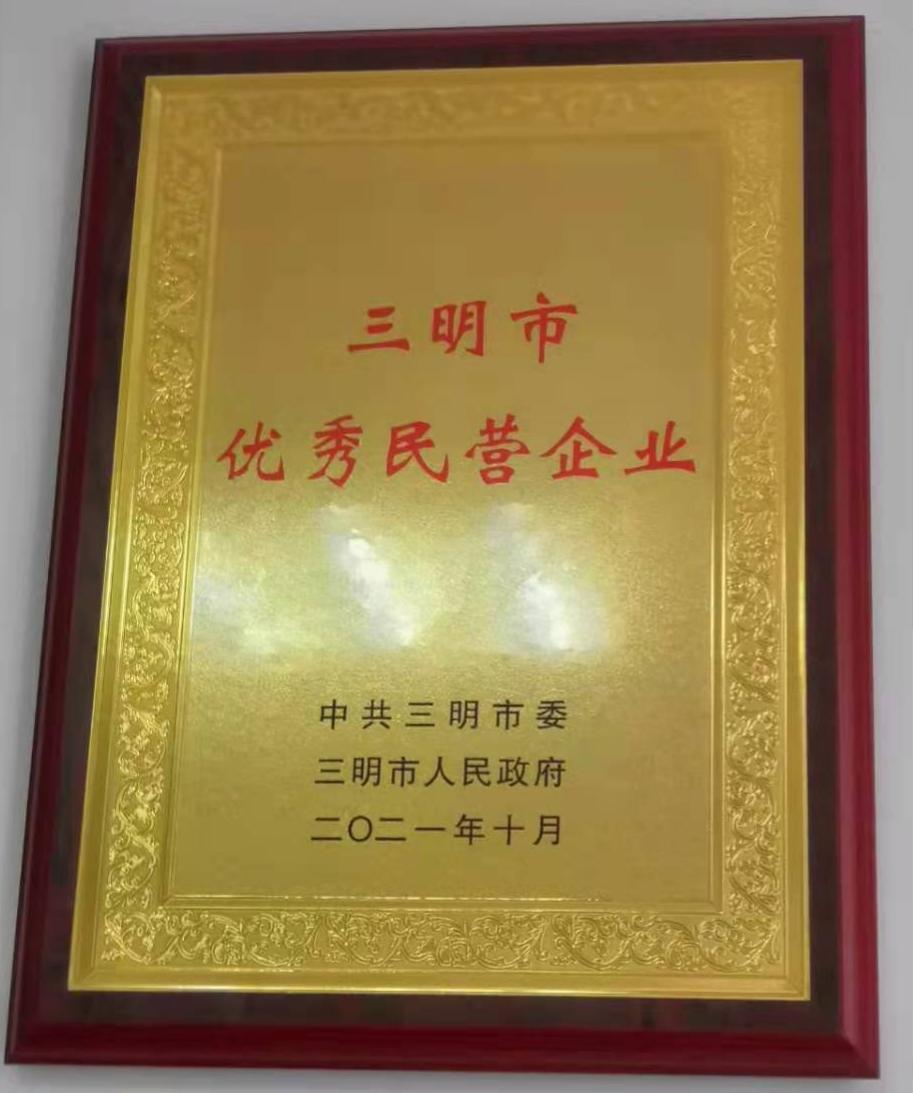 三明市
优秀民营企业
中共三明市委
三明市人民政府
二〇二一年十月